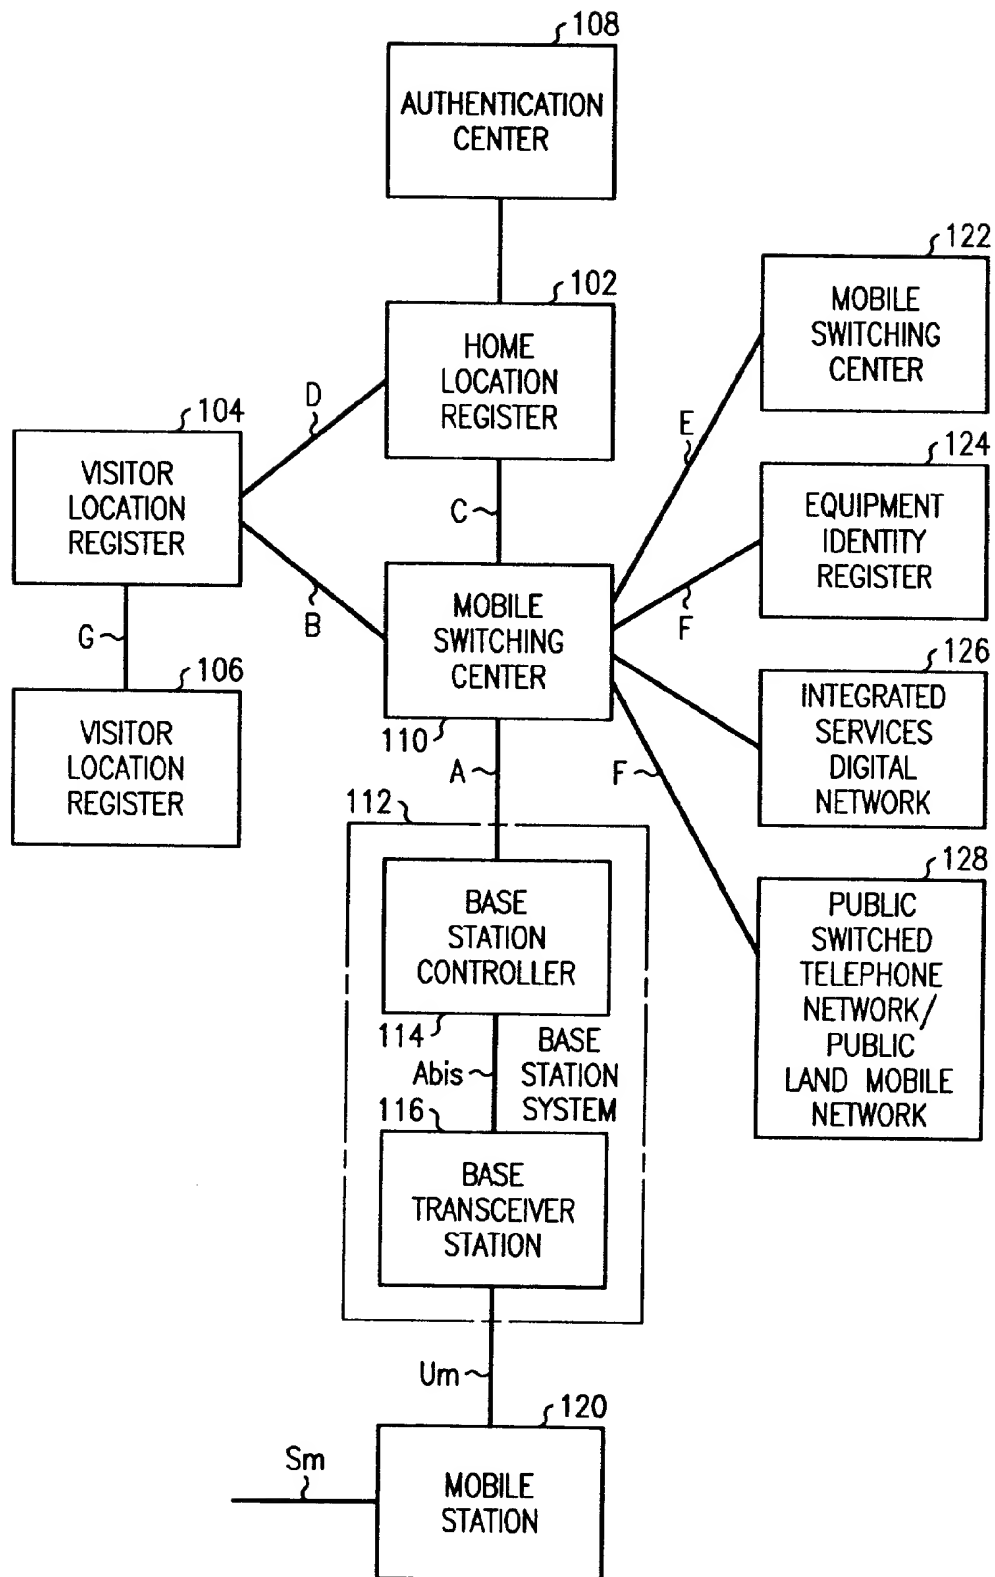 108
AUTHENTICATION
CENTER
102
HOME
LOCATION
REGISTER
122
MOBILE
SWITCHING
CENTER
D
104
VISITOR
LOCATION
REGISTER
E
124
EQUIPMENT
IDENTITY
REGISTER
C
B
F
MOBILE
SWITCHING
CENTER
110
G
106
VISITOR
LOCATION
REGISTER
126
INTEGRATED
SERVICES
DIGITAL
NETWORK
A
F
112
BASE
STATION
CONTROLLER
114
128
PUBLIC
SWITCHED
TELEPHONE
NETWORK/
PUBLIC
LAND MOBILE
NETWORK
Abis
BASE
STATION
SYSTEM
116
BASE
TRANSCEIVER
STATION
Um
120
Sm
MOBILE
STATION